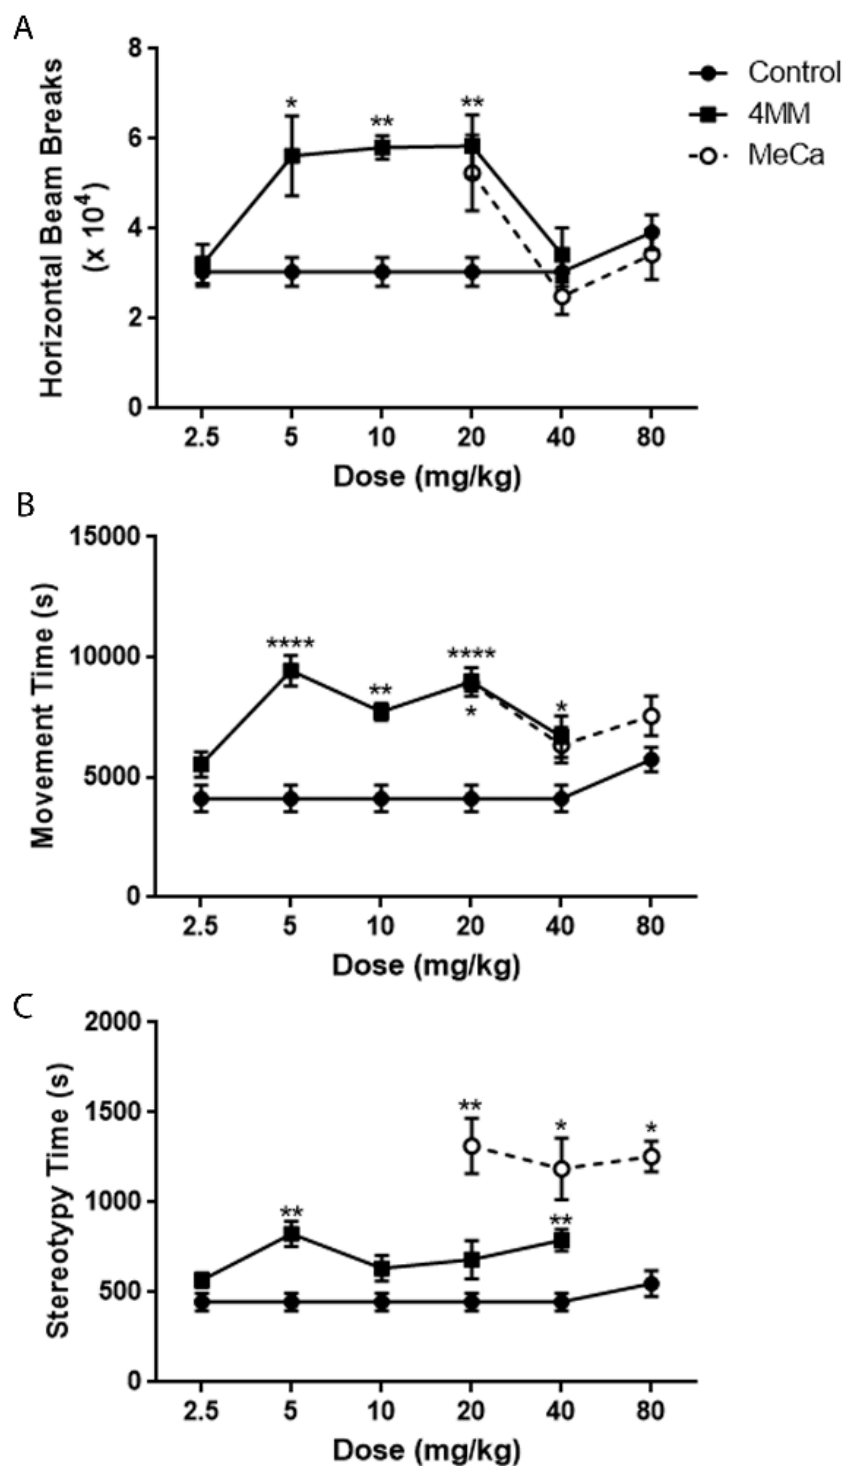 A
Horizontal Beam Breaks
(x 10⁴)
8
6
4
2
0
*
**
**
Control
4MM
MeCa
2.5 5 10 20 40 80
Dose (mg/kg)
B
Movement Time (s)
15000
10000
5000
0
****
**
****
*
*
2.5 5 10 20 40 80
Dose (mg/kg)
C
Stereotypy Time (s)
2000
1500
1000
500
0
**
**
*
*
**
2.5 5 10 20 40 80
Dose (mg/kg)